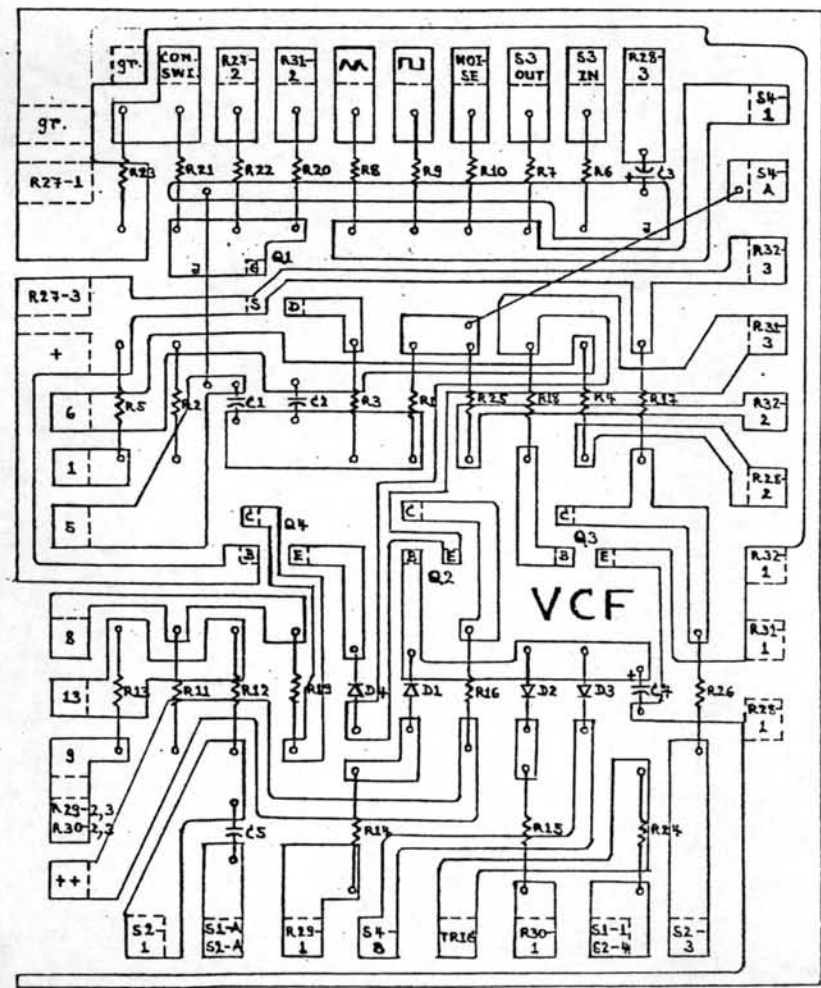 gr.
CON.
SWI.
R27-
2
R31-
2
NOI
SE
S3
OUT
S3
IN
R28-
3
gr.
S4-
1
R27-1
R23
R21
R22
R20
R8
R9
R10
R7
R6
+
C3
S4-
A
Q1
G
R32-
3
R27-3
S
D
+
R31-
3
6
R5
R2
C1
C2
R3
R1
R25
R18
R4
R17
R32-
2
1
R28-
2
5
C
Q4
C
C
Q3
B
E
B
E
Q2
B
E
R32-
1
VCF
8
R31-
1
13
R13
R11
R12
R19
D4
D1
R16
D2
D3
+
C4
R26
R28-
1
9
R29-2,3
R30-2,3
C5
R14
R15
R24
++
S2-
1
S1-A
S2-A
R29-
1
S4-
B
TRIG
R30-
1
S1-1
S2-4
S2-
3